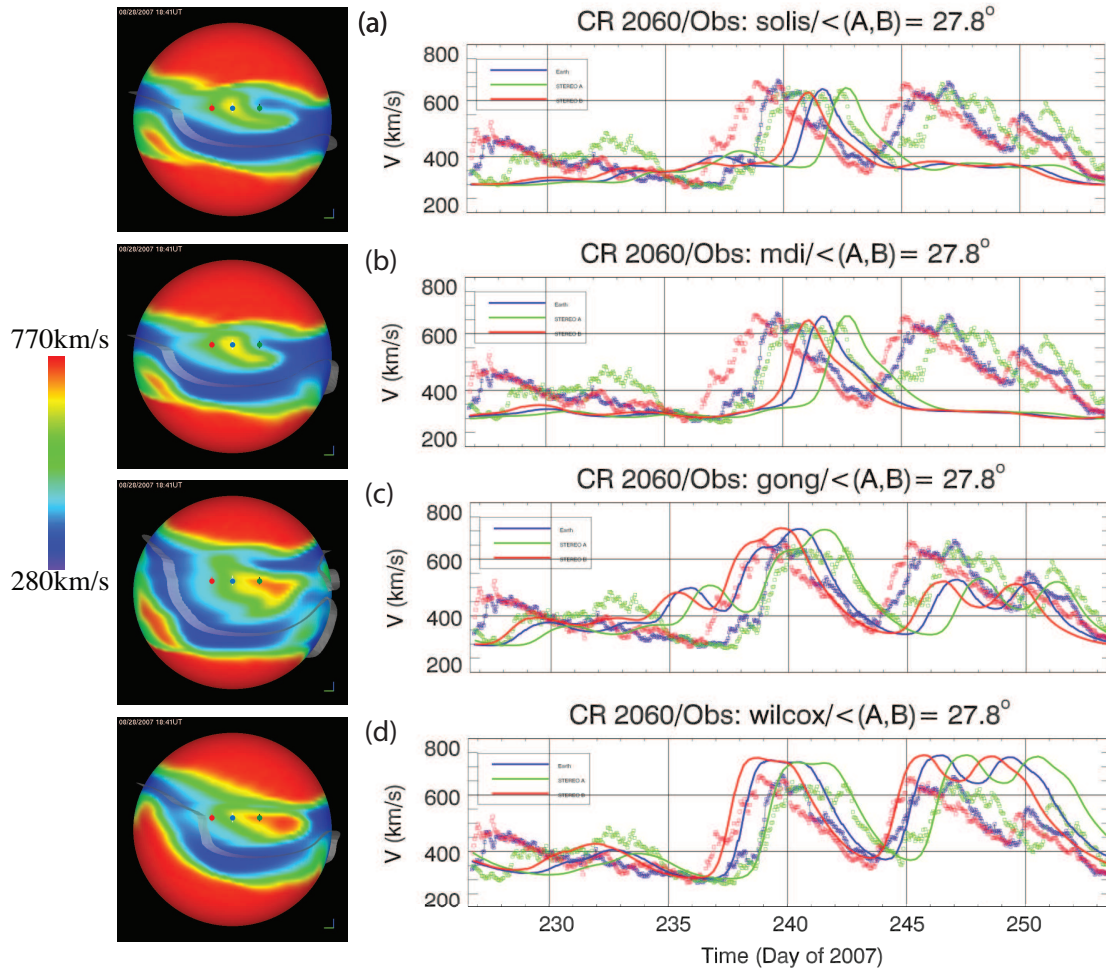 (a)
CR 2060/Obs: solis/<(A,B) = 27.8°
08/28/2007 18:41UT
800
600
400
200
V (km/s)
Earth
STEREO A
STEREO B
(b)
CR 2060/Obs: mdi/<(A,B) = 27.8°
08/28/2007 18:41UT
800
600
400
200
V (km/s)
Earth
STEREO A
STEREO B
770km/s
280km/s
(c)
CR 2060/Obs: gong/<(A,B) = 27.8°
08/28/2007 18:41UT
800
600
400
200
V (km/s)
Earth
STEREO A
STEREO B
(d)
CR 2060/Obs: wilcox/<(A,B) = 27.8°
08/28/2007 18:41UT
800
600
400
200
V (km/s)
Earth
STEREO A
STEREO B
230 235 240 245 250
Time (Day of 2007)